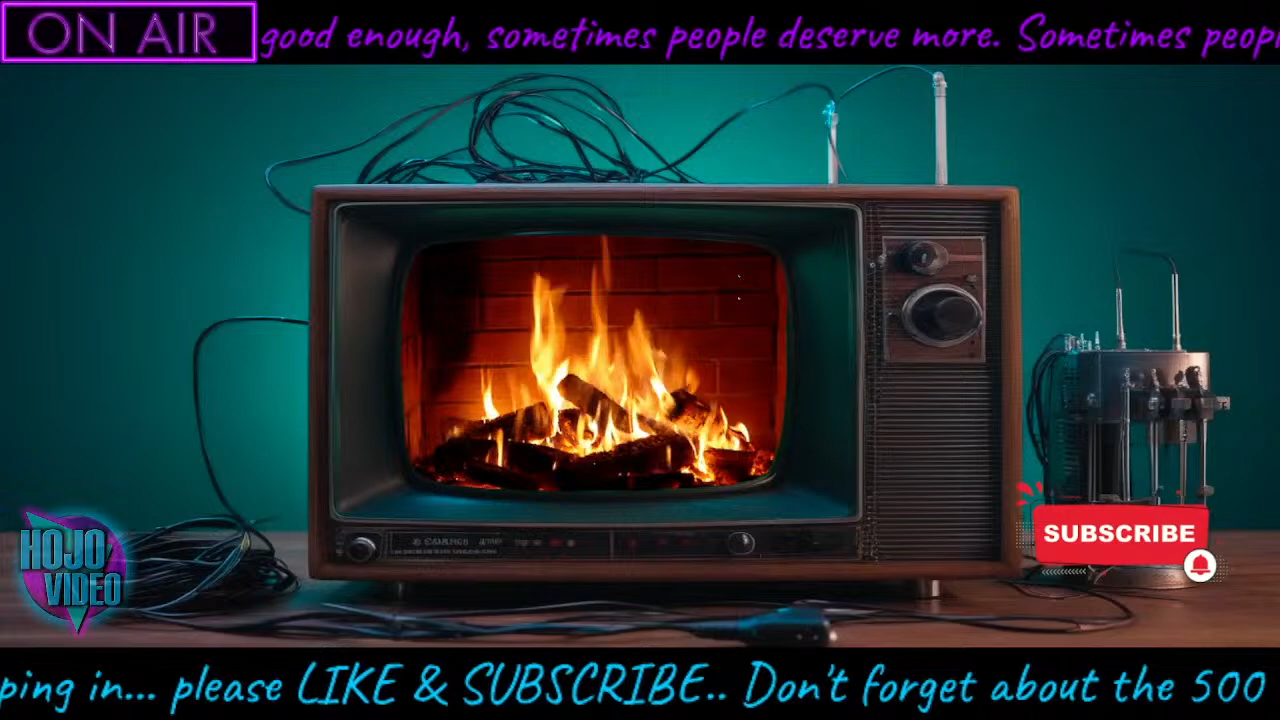 ON AIR
good enough, sometimes people deserve more. Sometimes peopl
SUBSCRIBE
HOJO
VIDEO
ping in... please LIKE & SUBSCRIBE.. Don't forget about the 500